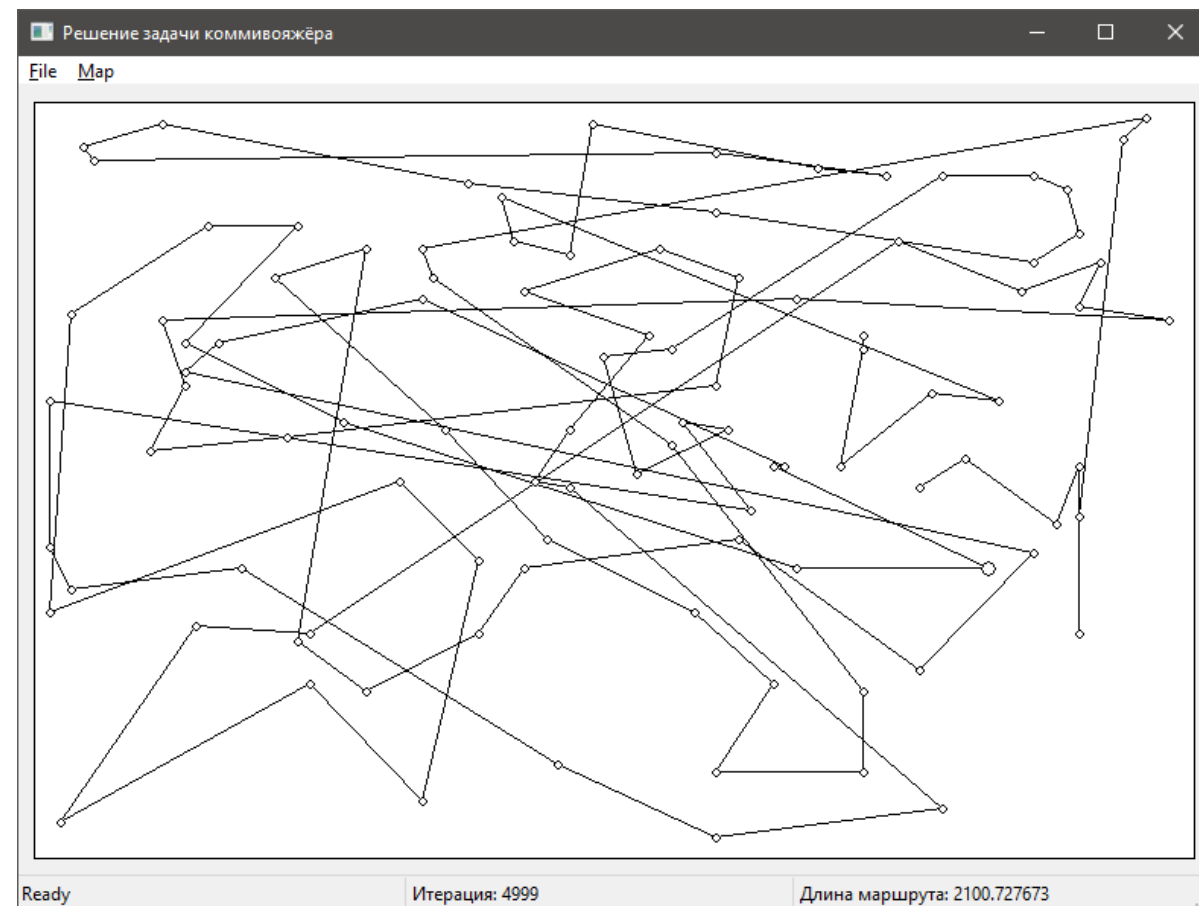 Решение задачи коммивояжёра
File Map
Ready Итерация: 4999 Длина маршрута: 2100.727673